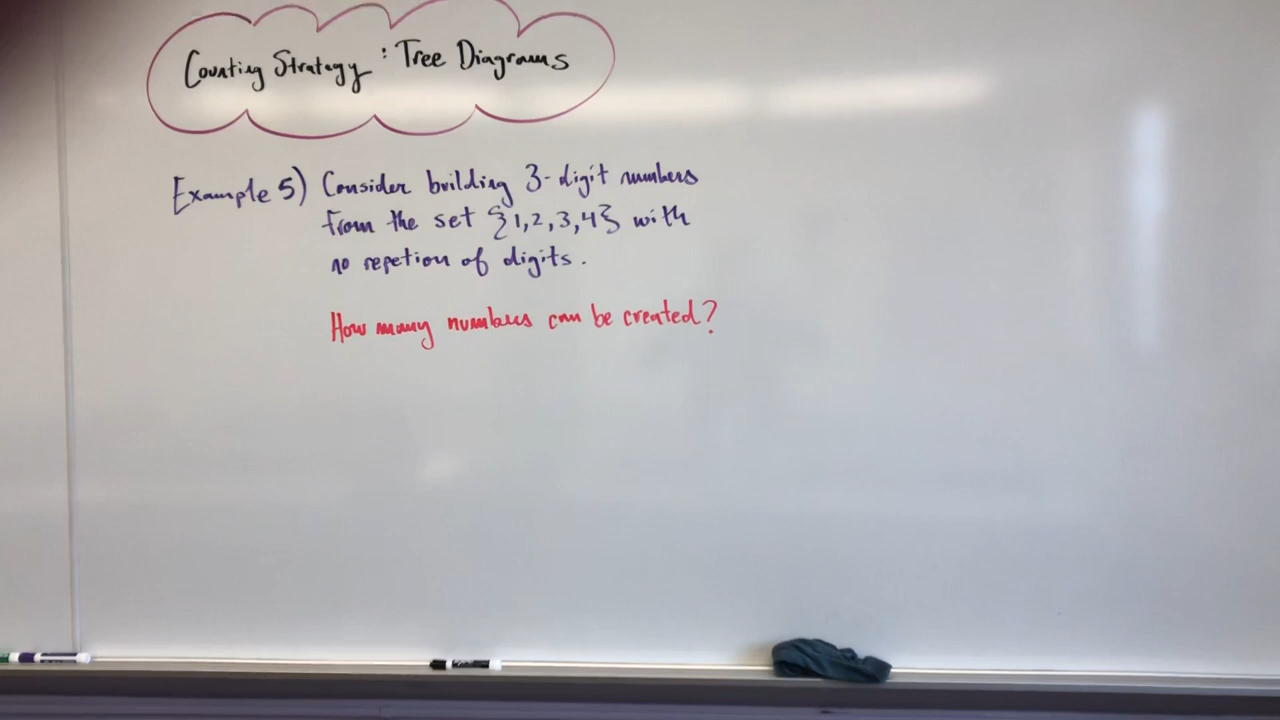 Counting Strategy : Tree Diagrams
Example 5) Consider building 3-digit numbers
from the set {1,2,3,4} with
no repetion of digits.
How many numbers can be created?